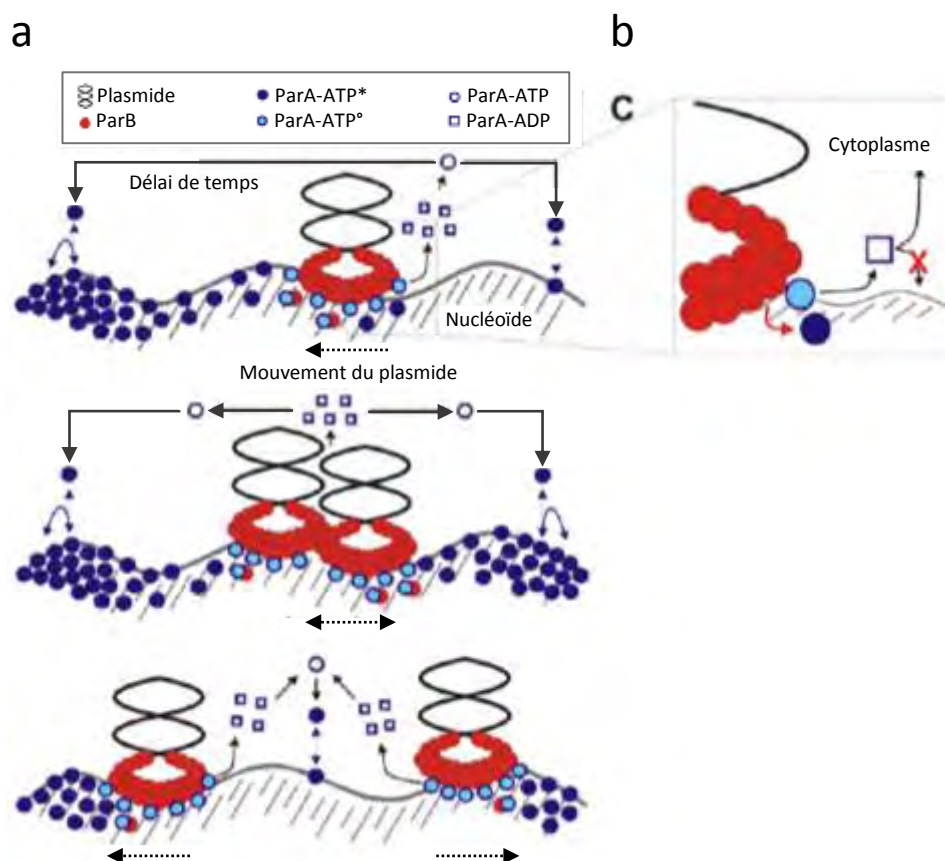 a
b
Plasmide
ParB
ParA-ATP*
ParA-ATP°
ParA-ATP
ParA-ADP
C
Cytoplasme
Délai de temps
Nucléoïde
Mouvement du plasmide